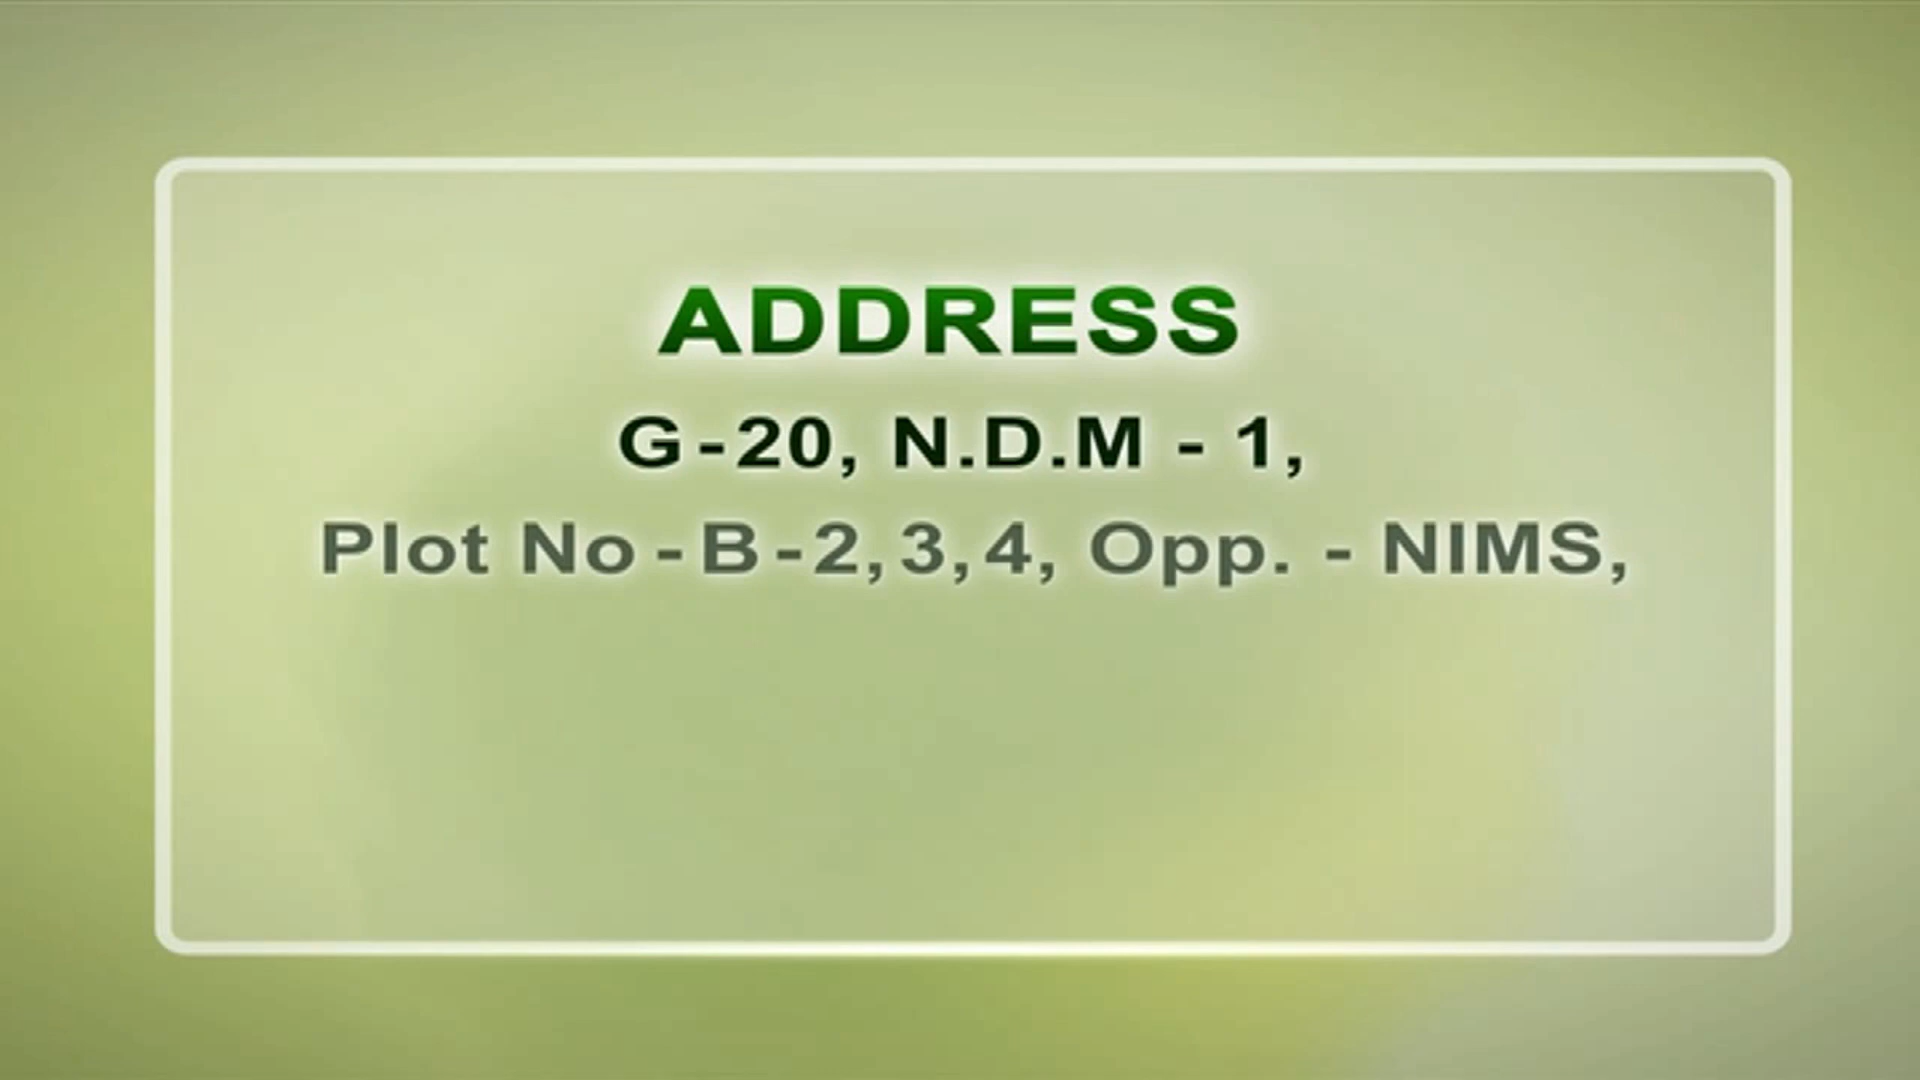 ADDRESS
G-20, N.D.M - 1,
Plot No-B-2,3,4, Opp. - NIMS,